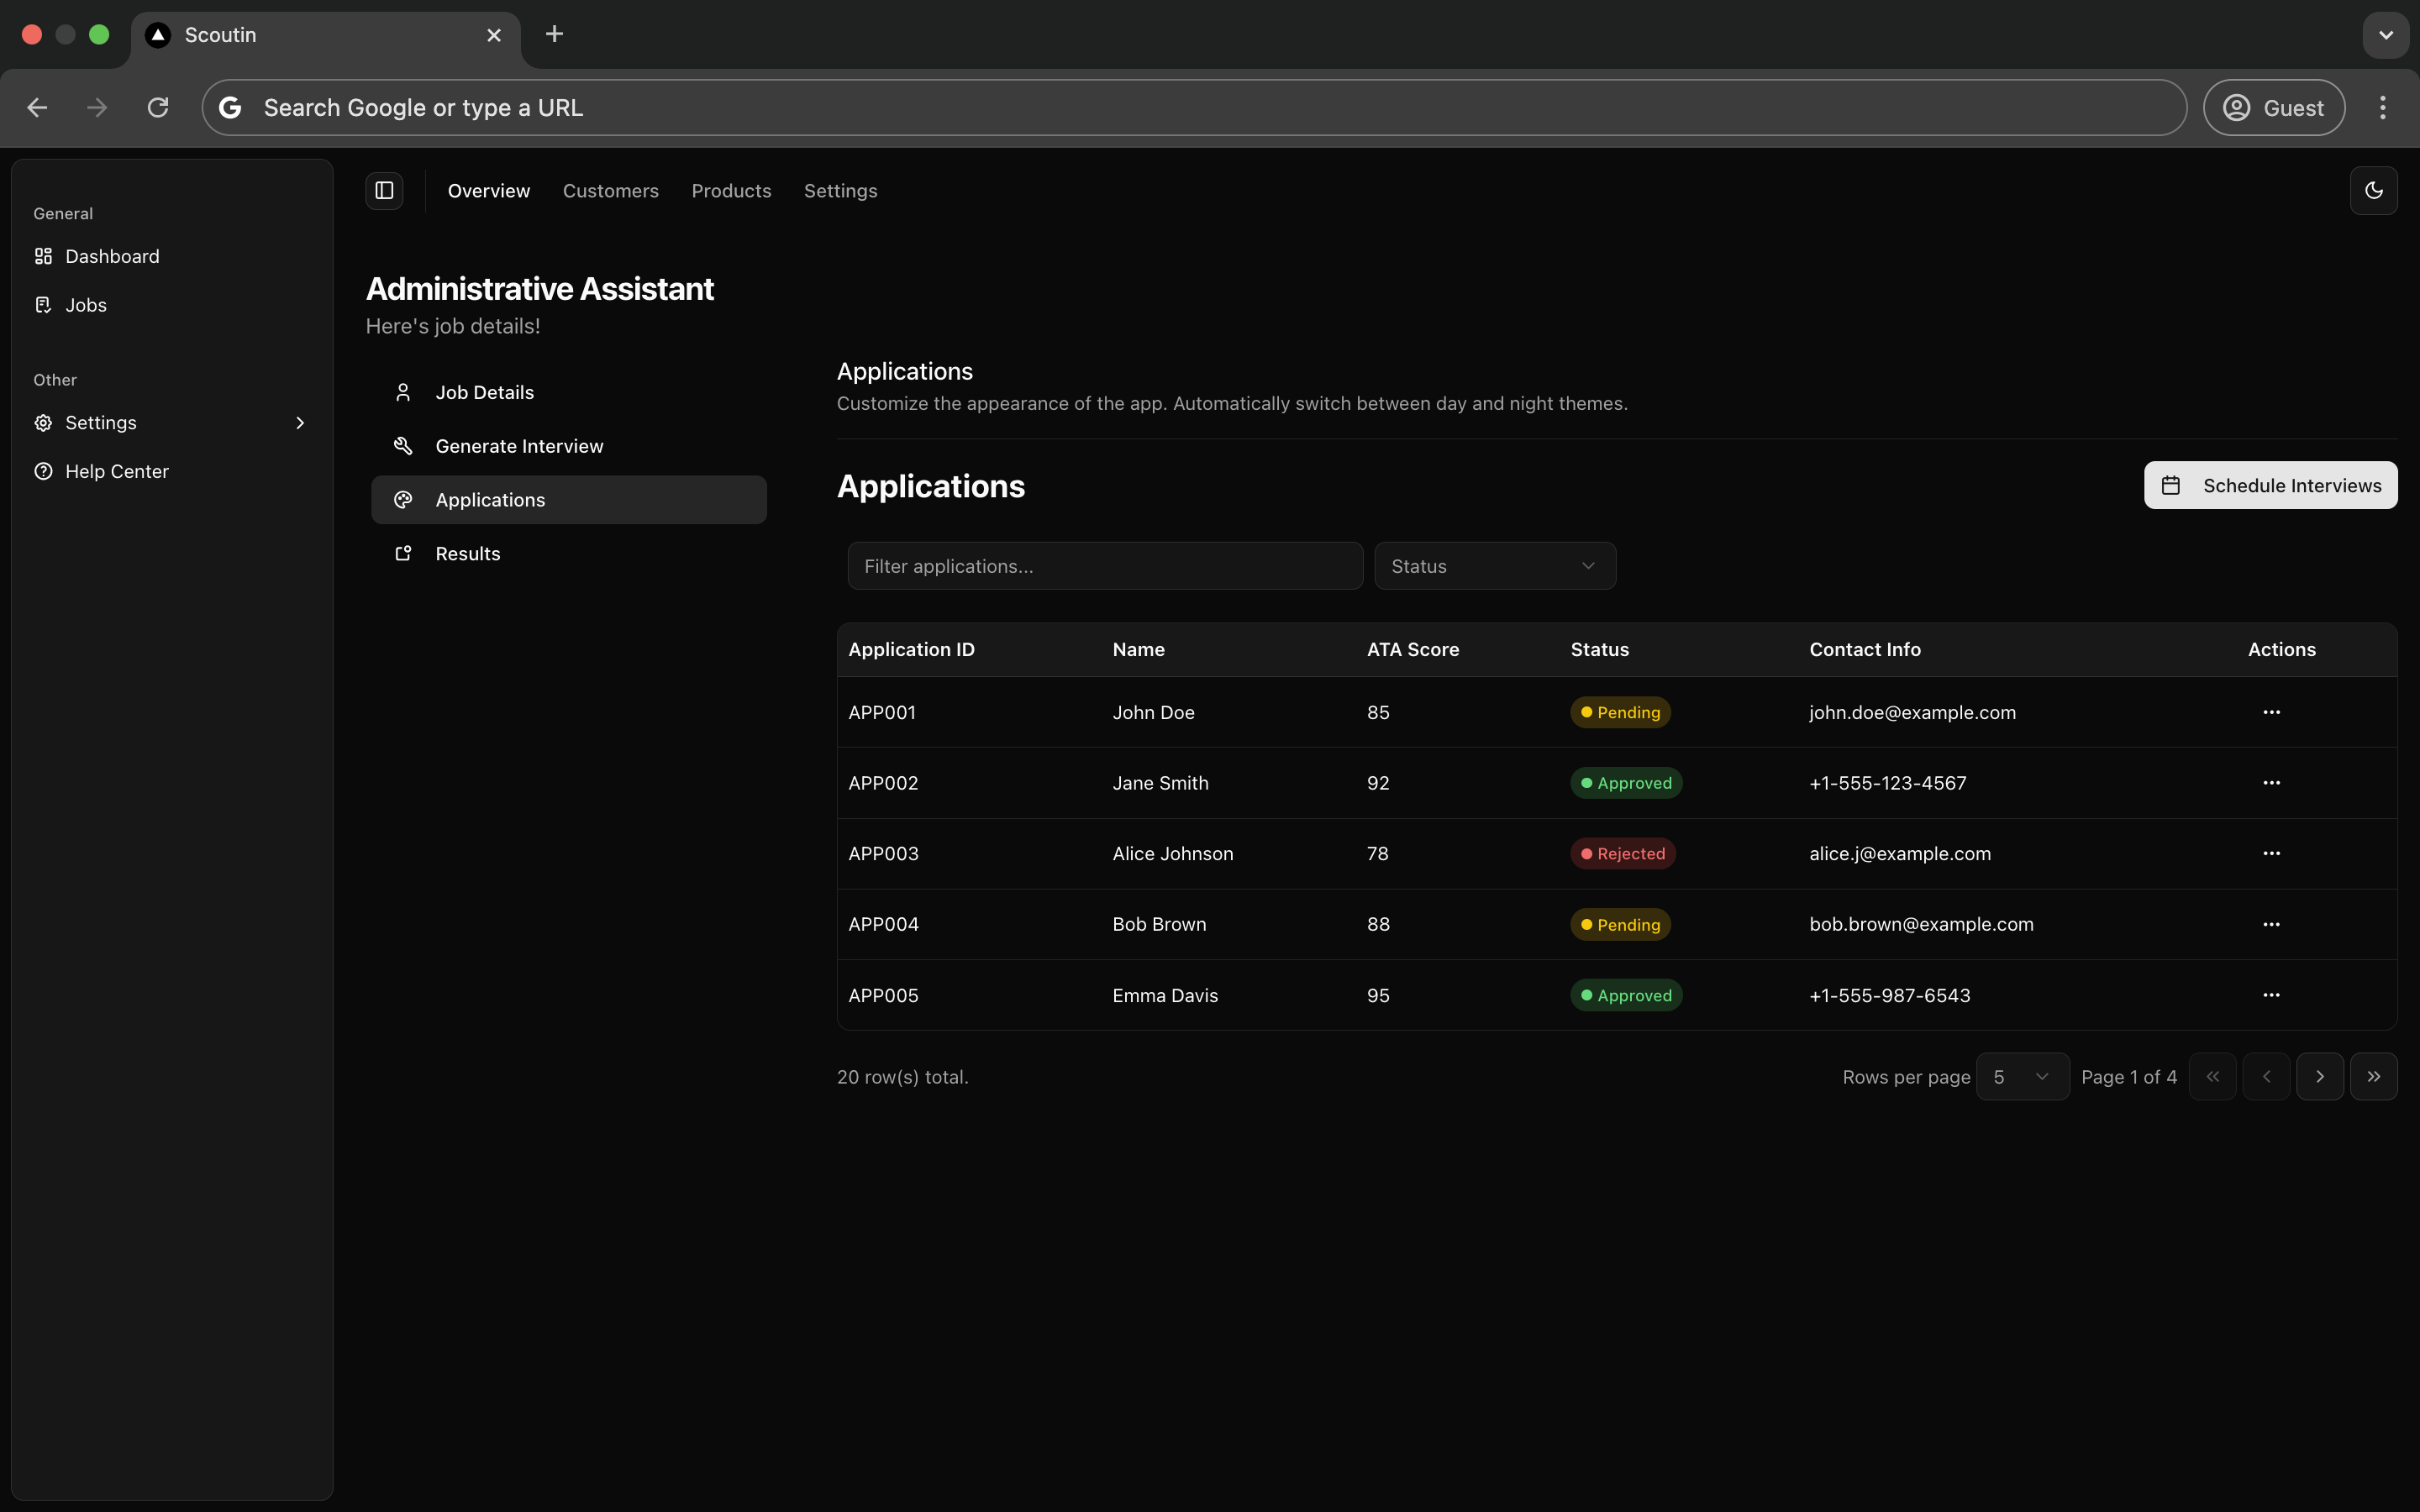 Scoutin
Search Google or type a URL
Guest
General
Dashboard
Jobs
Other
Settings
Help Center
Overview Customers Products Settings
Administrative Assistant
Here's job details!
Job Details
Generate Interview
Applications
Results
Applications
Customize the appearance of the app. Automatically switch between day and night themes.
Applications
Schedule Interviews
Filter applications...
Status
Application ID Name ATA Score Status Contact Info Actions
APP001 John Doe 85 Pending john.doe@example.com
APP002 Jane Smith 92 Approved +1-555-123-4567
APP003 Alice Johnson 78 Rejected alice.j@example.com
APP004 Bob Brown 88 Pending bob.brown@example.com
APP005 Emma Davis 95 Approved +1-555-987-6543
20 row(s) total.
Rows per page 5 Page 1 of 4